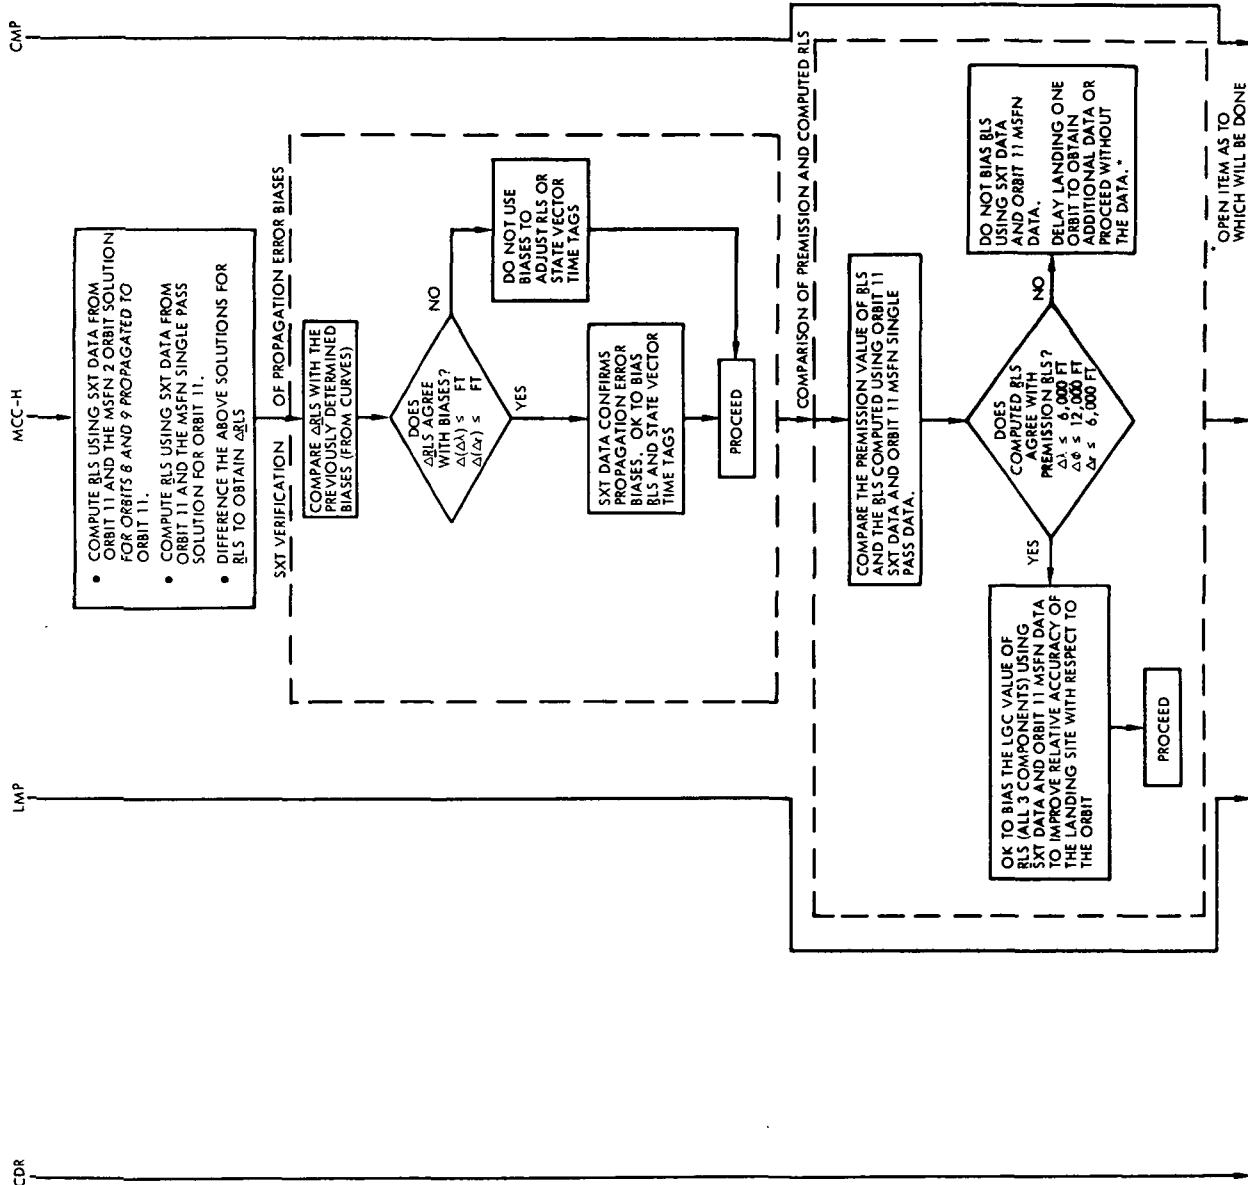 CDR
LMP
MCC-H
CMP
• COMPUTE RLS USING SXT DATA FROM
ORBIT 11 AND THE MSFN 2 ORBIT SOLUTION
FOR ORBITS 8 AND 9 PROPAGATED TO
ORBIT 11.
• COMPUTE RLS USING SXT DATA FROM
ORBIT 11 AND THE MSFN SINGLE PASS
SOLUTION FOR ORBIT 11.
• DIFFERENCE THE ABOVE SOLUTIONS FOR
RLS TO OBTAIN ΔRLS
SXT VERIFICATION OF PROPAGATION ERROR BIASES
COMPARE ΔRLS WITH THE
PREVIOUSLY DETERMINED
BIASES (FROM CURVES)
DOES
ΔRLS AGREE
WITH BIASES?
Δ(Δλ) ≤ FT
Δ(Δr) ≤ FT
NO
DO NOT USE
BIASES TO
ADJUST RLS OR
STATE VECTOR
TIME TAGS
YES
SXT DATA CONFIRMS
PROPAGATION ERROR
BIASES. OK TO BIAS
RLS AND STATE VECTOR
TIME TAGS
PROCEED
COMPARISON OF PREMISSION AND COMPUTED RLS
COMPARE THE PREMISSION VALUE OF RLS
AND THE RLS COMPUTED USING ORBIT 11
SXT DATA AND ORBIT 11 MSFN SINGLE
PASS DATA.
DOES
COMPUTED RLS
AGREE WITH
PREMISSION RLS?
Δλ ≤ 6,000 FT
Δϕ ≤ 12,000 FT
Δr ≤ 6,000 FT
NO
DO NOT BIAS RLS
USING SXT DATA
AND ORBIT 11 MSFN
DATA.
DELAY LANDING ONE
ORBIT TO OBTAIN
ADDITIONAL DATA OR
PROCEED WITHOUT
THE DATA.*
YES
OK TO BIAS THE LGC VALUE OF
RLS (ALL 3 COMPONENTS) USING
SXT DATA AND ORBIT 11 MSFN DATA
TO IMPROVE RELATIVE ACCURACY OF
THE LANDING SITE WITH RESPECT TO
THE ORBIT
PROCEED
* OPEN ITEM AS TO
WHICH WILL BE DONE